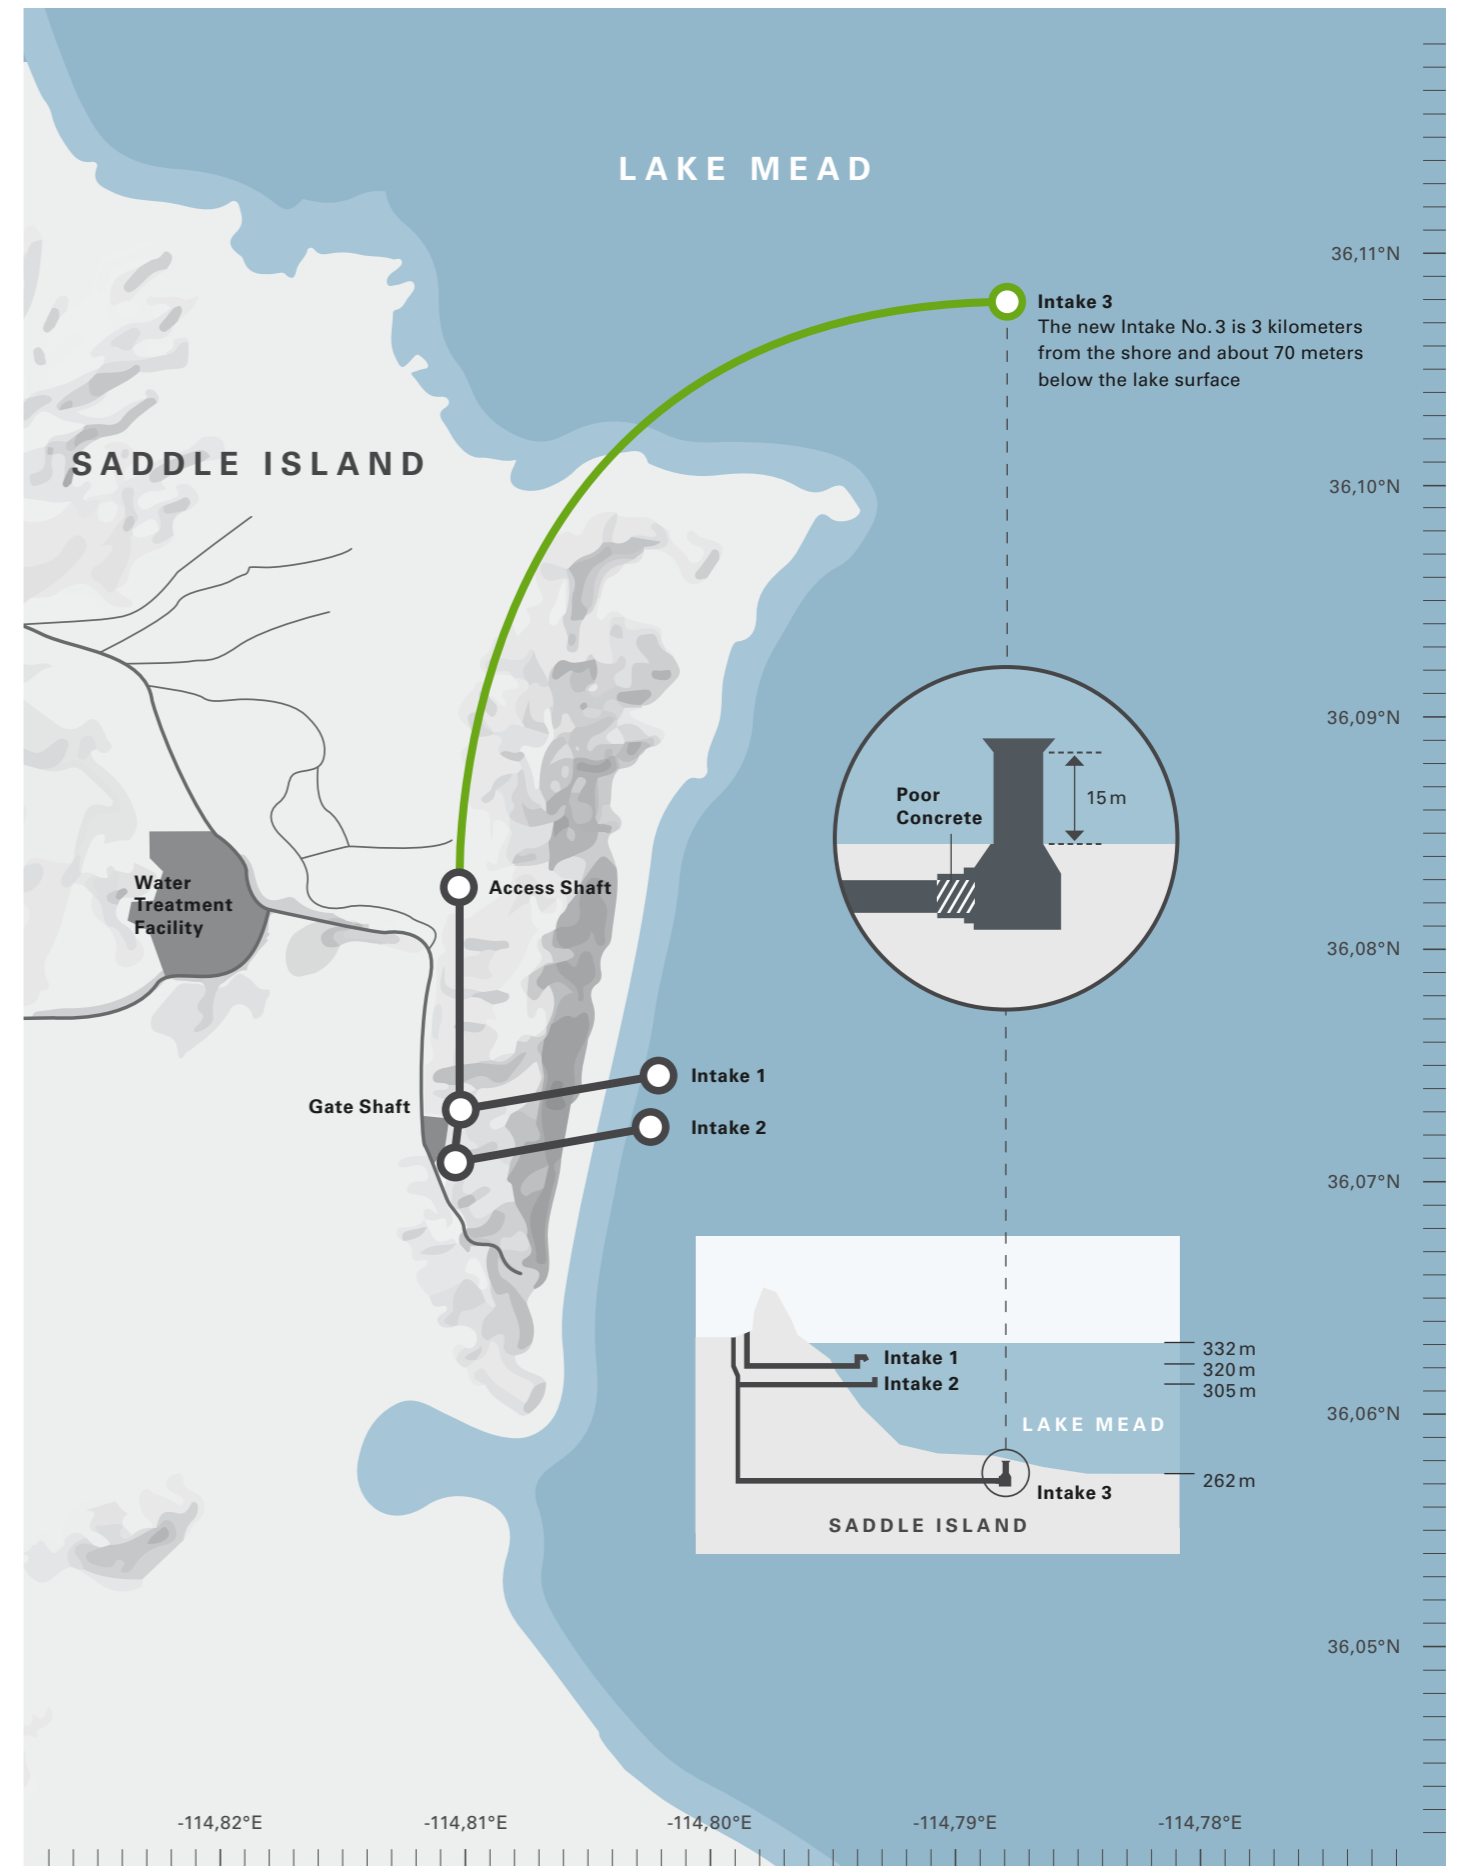 LAKE MEAD
36,11°N
Intake 3
The new Intake No. 3 is 3 kilometers
from the shore and about 70 meters
below the lake surface
SADDLE ISLAND
36,10°N
36,09°N
Poor
Concrete
15 m
Water
Treatment
Facility
Access Shaft
36,08°N
Intake 1
Gate Shaft
Intake 2
36,07°N
332 m
320 m
305 m
Intake 1
Intake 2
LAKE MEAD
36,06°N
262 m
Intake 3
SADDLE ISLAND
36,05°N
-114,82°E
-114,81°E
-114,80°E
-114,79°E
-114,78°E